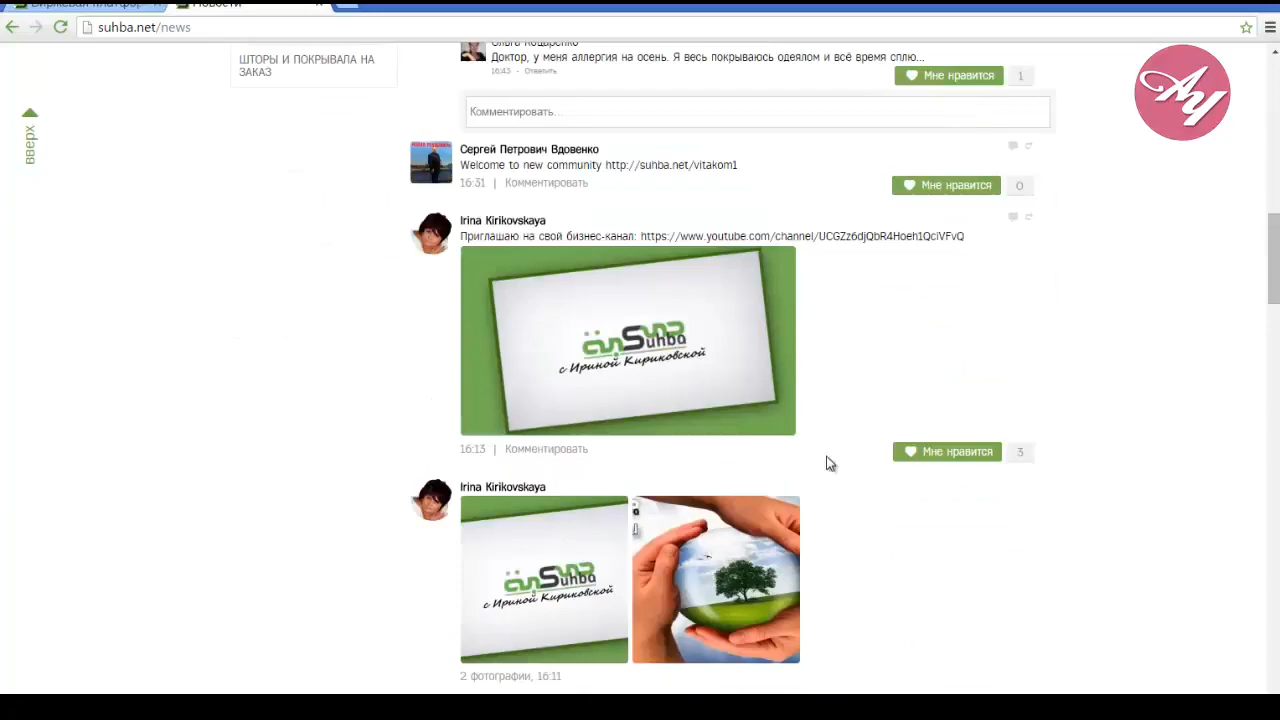 Новости
suhba.net/news
ШТОРЫ И ПОКРЫВАЛА НА
ЗАКАЗ
вверх
Доктор, у меня аллергия на осень. Я весь покрываюсь одеялом и всё время сплю...
16:43 - Ответить
Мне нравится 1
Комментировать...
Сергей Петрович Вдовенко
Welcome to new community http://suhba.net/vitakom1
16:31 | Комментировать
Мне нравится 0
Irina Kirikovskaya
Приглашаю на свой бизнес-канал: https://www.youtube.com/channel/UCGZz6djQbR4Hoeh1QciVFvQ
Suhba
с Ириной Кириковской
16:13 | Комментировать
Мне нравится 3
Irina Kirikovskaya
Suhba
с Ириной Кириковской
2 фотографии, 16:11
АУ